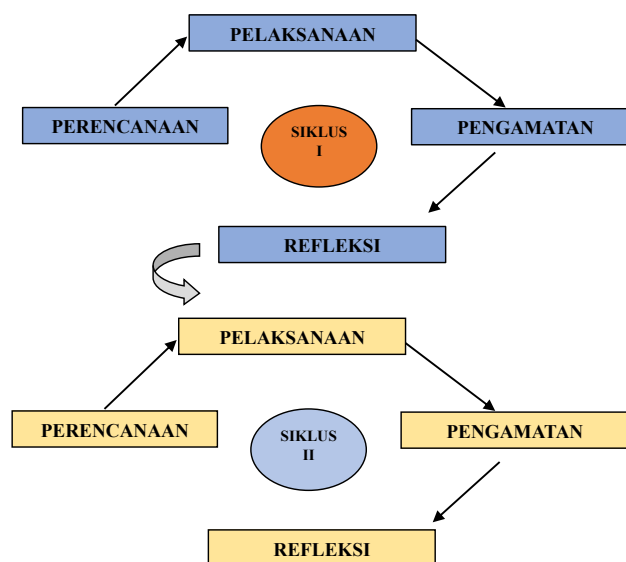 PELAKSANAAN
PERENCANAAN
SIKLUS
I
PENGAMATAN
REFLEKSI
PELAKSANAAN
PERENCANAAN
SIKLUS
II
PENGAMATAN
REFLEKSI